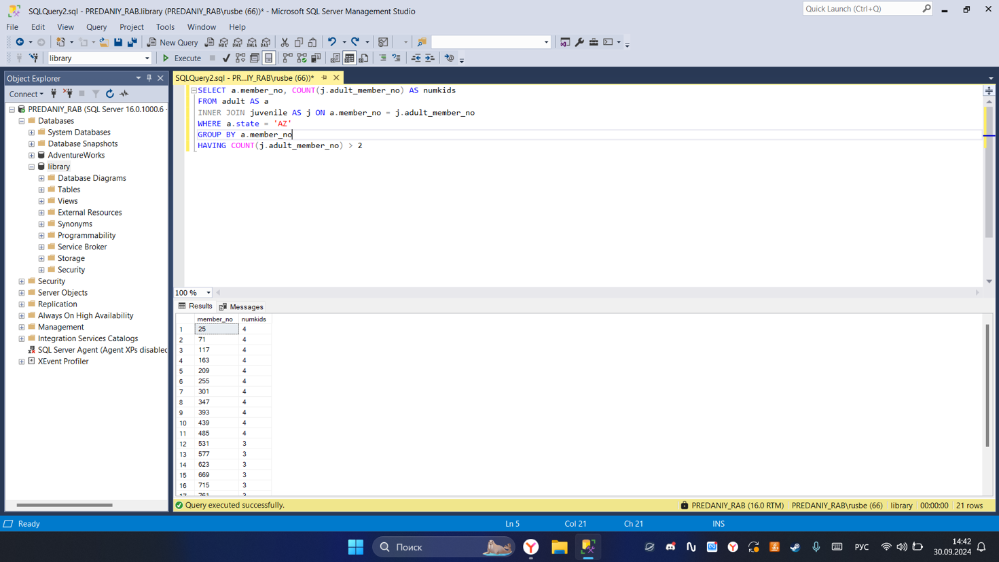 SQLQuery2.sql - PREDANIY_RAB.library (PREDANIY_RAB\rusbe (66))* - Microsoft SQL Server Management Studio
Quick Launch (Ctrl+Q)
File Edit View Query Project Tools Window Help
New Query
MDX DMX XMLA DAX
library
Execute
Object Explorer
SQLQuery2.sql - PR...IY_RAB\rusbe (66))*
Connect
PREDANIY_RAB (SQL Server 16.0.1000.6 -
Databases
System Databases
Database Snapshots
AdventureWorks
library
Database Diagrams
Tables
Views
External Resources
Synonyms
Programmability
Service Broker
Storage
Security
Security
Server Objects
Replication
Always On High Availability
Management
Integration Services Catalogs
SQL Server Agent (Agent XPs disabled
XEvent Profiler
SELECT a.member_no, COUNT(j.adult_member_no) AS numkids
FROM adult AS a
INNER JOIN juvenile AS j ON a.member_no = j.adult_member_no
WHERE a.state = 'AZ'
GROUP BY a.member_no
HAVING COUNT(j.adult_member_no) > 2
100 %
Results Messages
member_no numkids
1 25 4
2 71 4
3 117 4
4 163 4
5 209 4
6 255 4
7 301 4
8 347 4
9 393 4
10 439 4
11 485 4
12 531 3
13 577 3
14 623 3
15 669 3
16 715 3
17 761 3
Query executed successfully.
PREDANIY_RAB (16.0 RTM) PREDANIY_RAB\rusbe (66) library 00:00:00 21 rows
Ready Ln 5 Col 21 Ch 21 INS
Поиск
РУС
14:42
30.09.2024